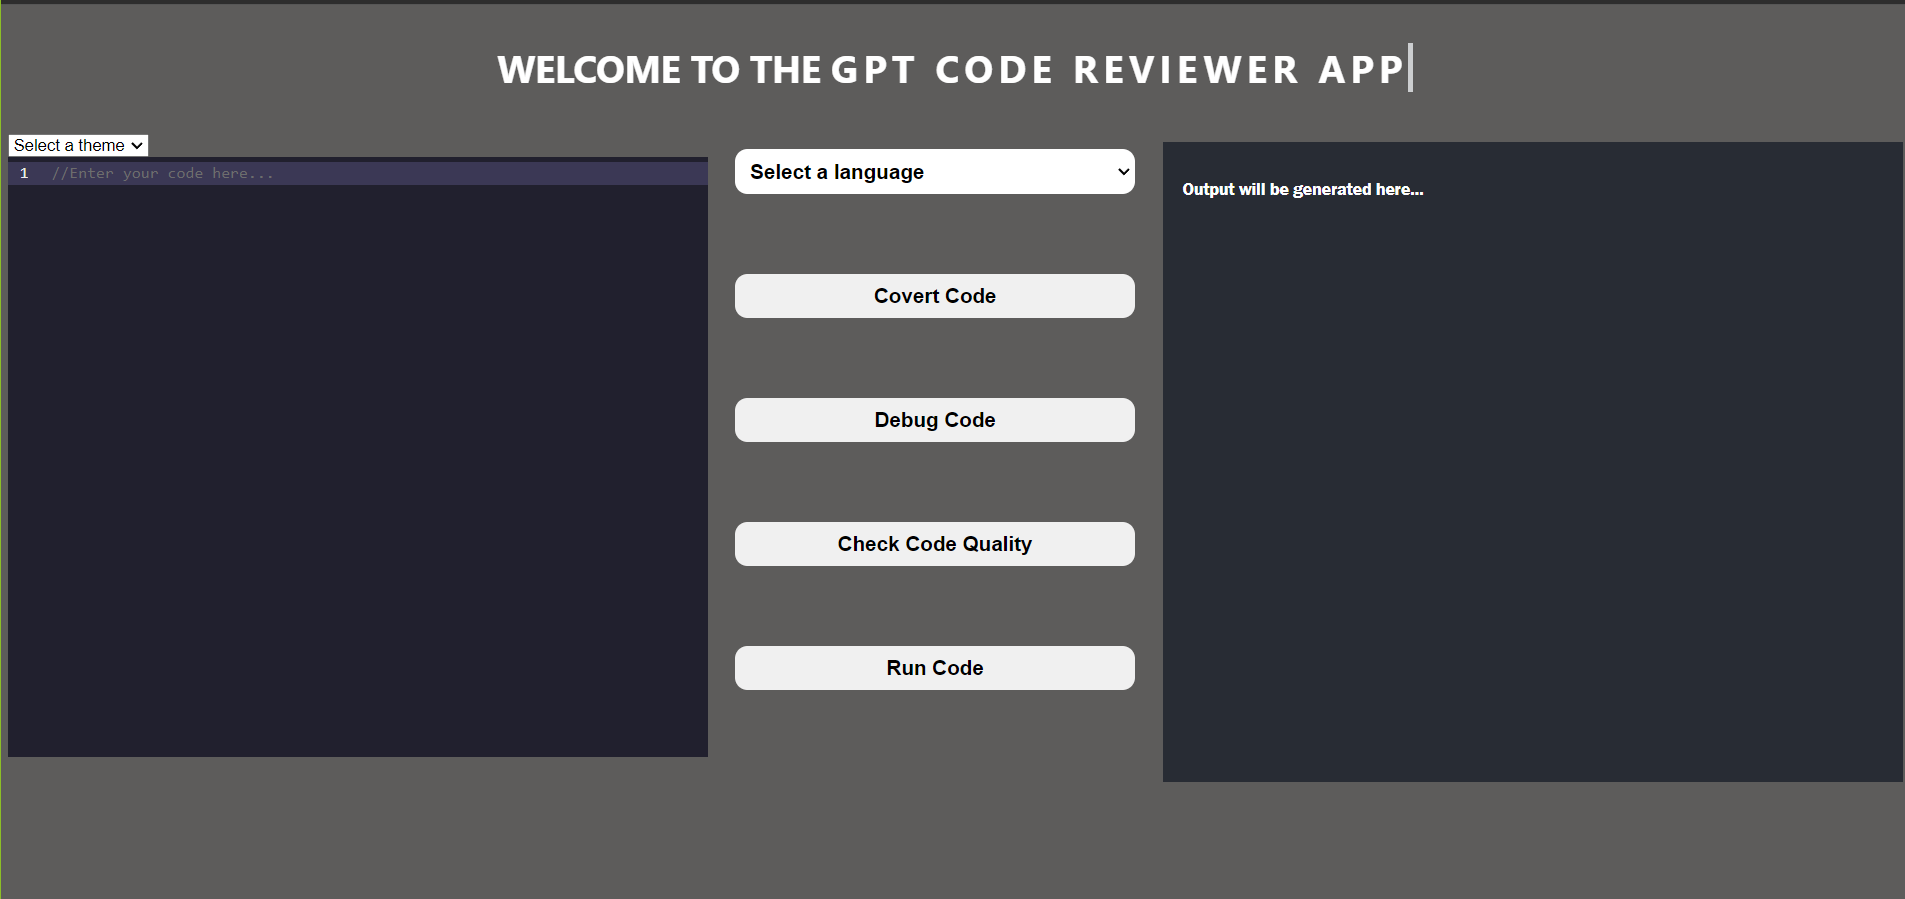 WELCOME TO THE GPT CODE REVIEWER APP
Select a theme
1 //Enter your code here...
Select a language
Covert Code
Debug Code
Check Code Quality
Run Code
Output will be generated here...